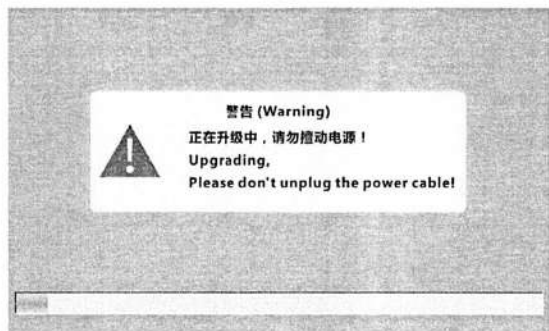 警告 (Warning)
正在升级中，请勿擅动电源！
Upgrading,
Please don't unplug the power cable!